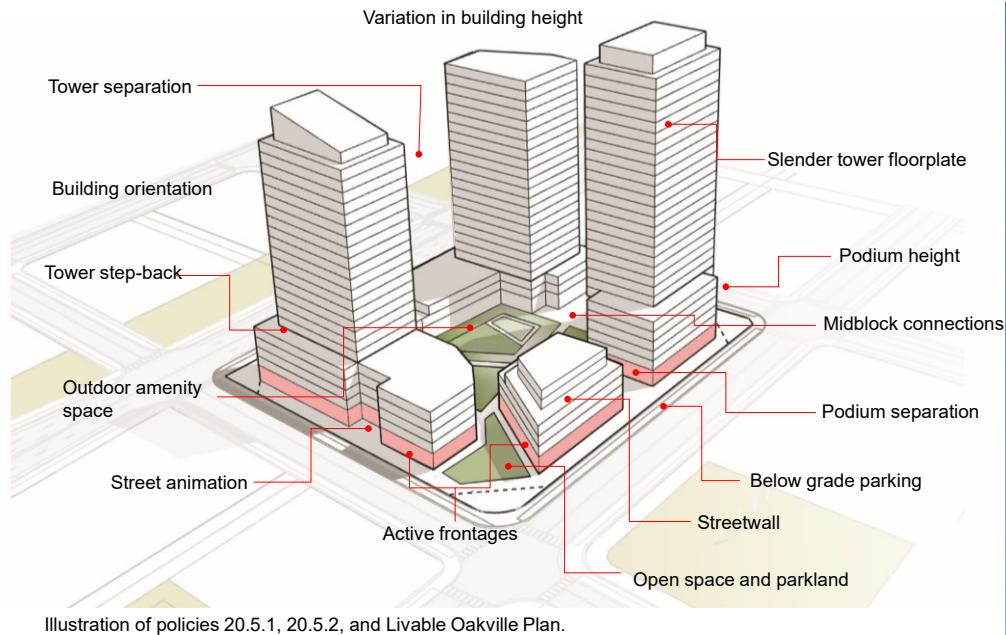 Variation in building height
Tower separation
Slender tower floorplate
Building orientation
Podium height
Tower step-back
Midblock connections
Outdoor amenity
space
Podium separation
Street animation
Below grade parking
Streetwall
Active frontages
Open space and parkland
Illustration of policies 20.5.1, 20.5.2, and Livable Oakville Plan.